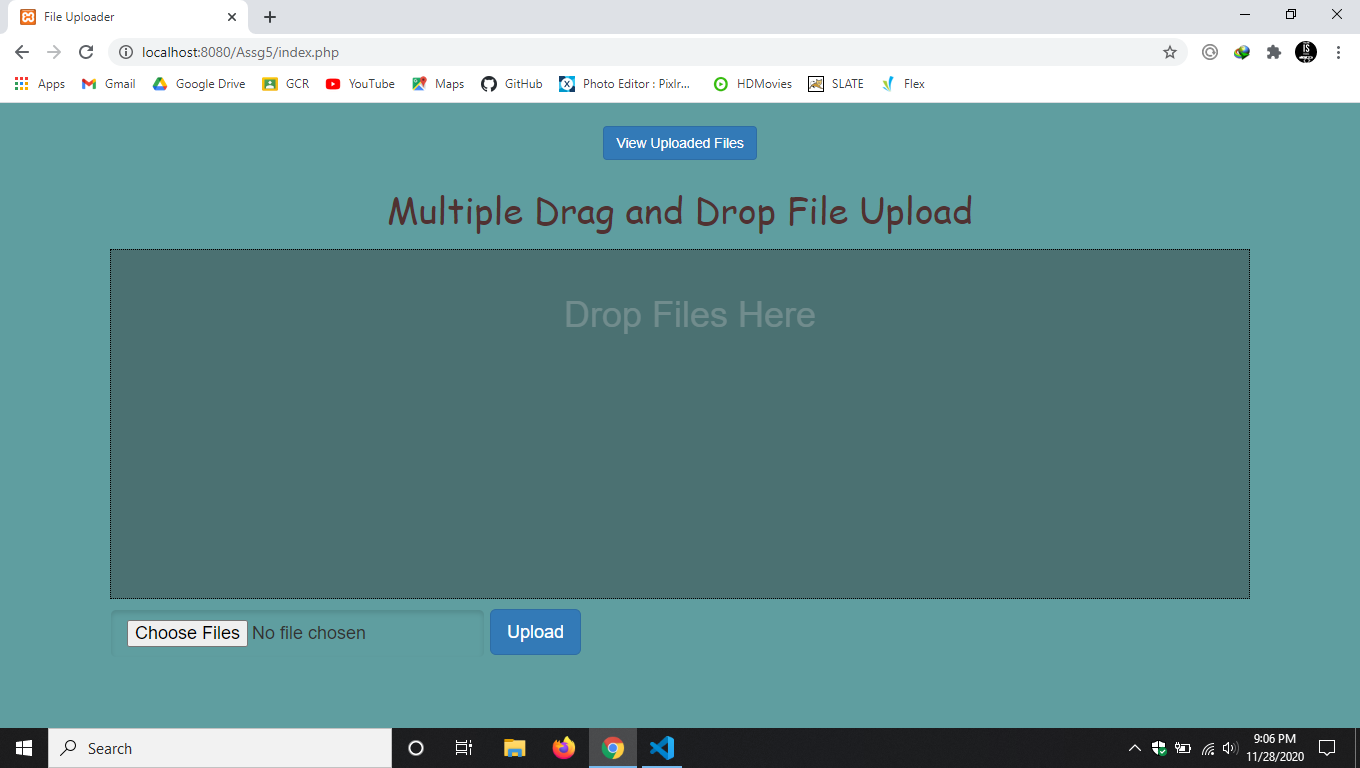 File Uploader
localhost:8080/Assg5/index.php
Apps Gmail Google Drive GCR YouTube Maps GitHub Photo Editor : Pixlr... HDMovies SLATE Flex
View Uploaded Files
Multiple Drag and Drop File Upload
Drop Files Here
Choose Files No file chosen Upload
Search
9:06 PM
11/28/2020